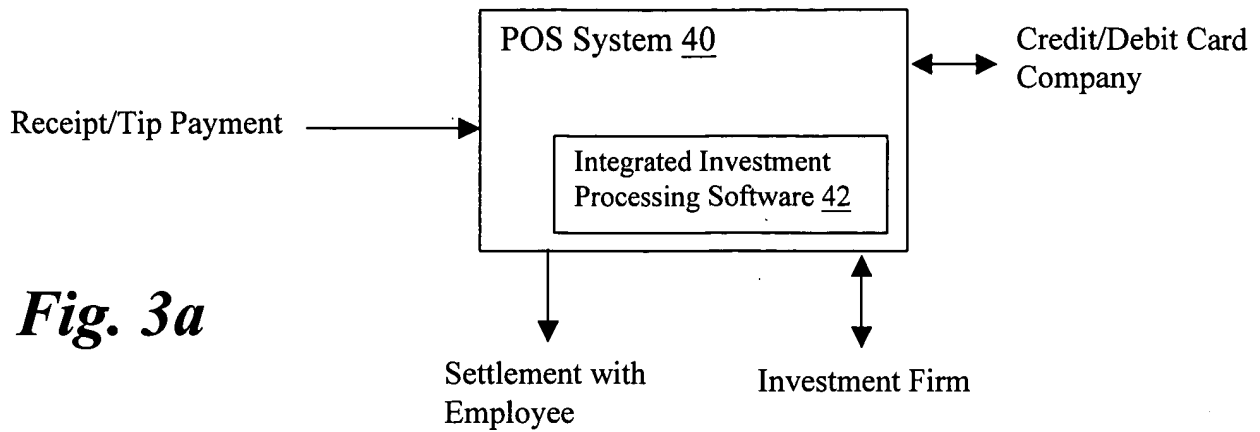 POS System 40
Credit/Debit Card
Company
Receipt/Tip Payment
Integrated Investment
Processing Software 42
Fig. 3a
Settlement with
Employee
Investment Firm